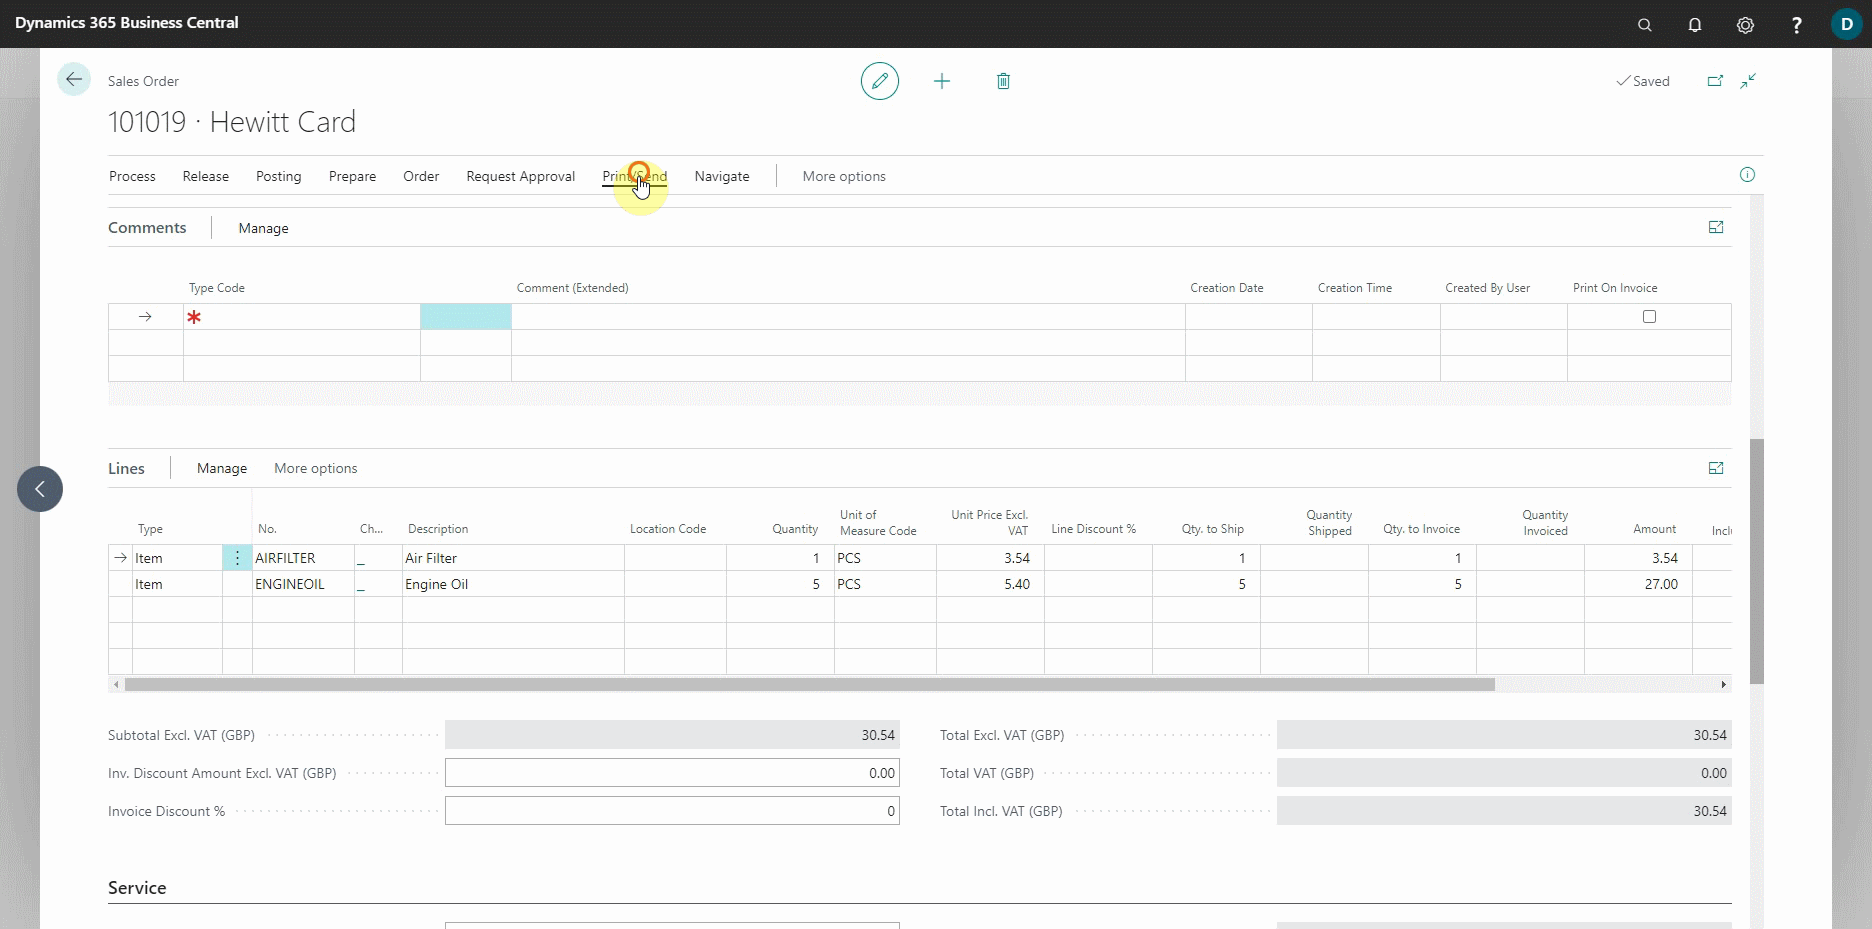 Dynamics 365 Business Central
?
D
Sales Order
Saved
101019 · Hewitt Card
Process Release Posting Prepare Order Request Approval Print/Send Navigate More options
Comments Manage
Type Code Comment (Extended) Creation Date Creation Time Created By User Print On Invoice
Lines Manage More options
Type No. Ch... Description Location Code Quantity Unit of Measure Code Unit Price Excl. VAT Line Discount % Qty. to Ship Quantity Shipped Qty. to Invoice Quantity Invoiced Amount Incl
Item AIRFILTER _ Air Filter 1 PCS 3.54 1 1 3.54
Item ENGINEOIL _ Engine Oil 5 PCS 5.40 5 5 27.00
Subtotal Excl. VAT (GBP) 30.54 Total Excl. VAT (GBP) 30.54
Inv. Discount Amount Excl. VAT (GBP) 0.00 Total VAT (GBP) 0.00
Invoice Discount % 0 Total Incl. VAT (GBP) 30.54
Service